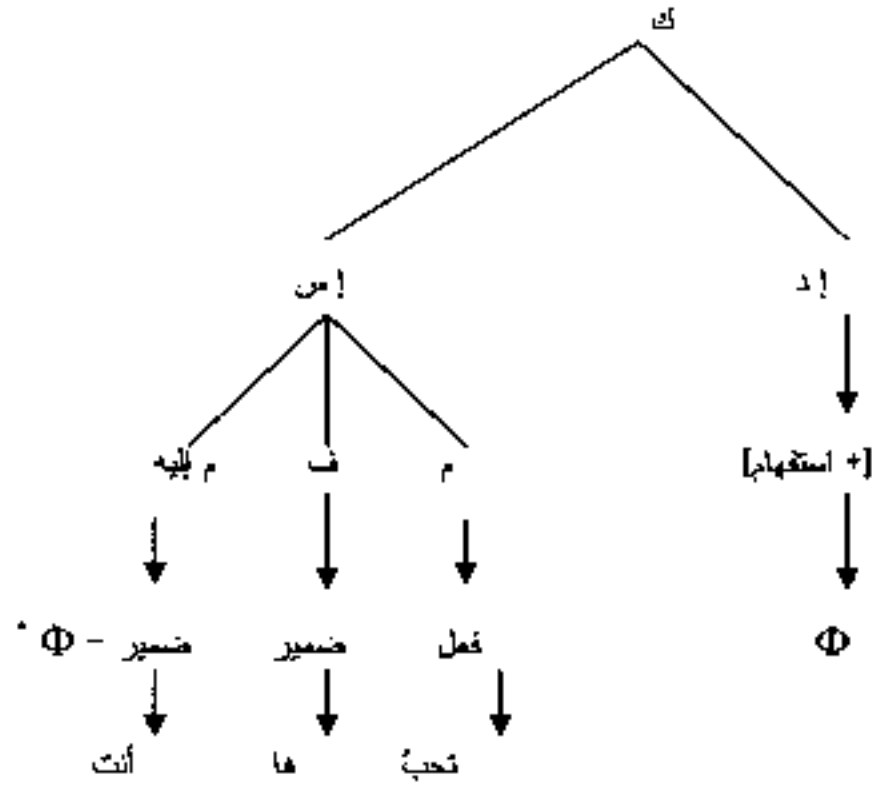 ك
إ د إ س
[+ استفهام] م ف م إليه
Φ فعل ضمير ضمير – Φ *
تحبُّ ها أنت